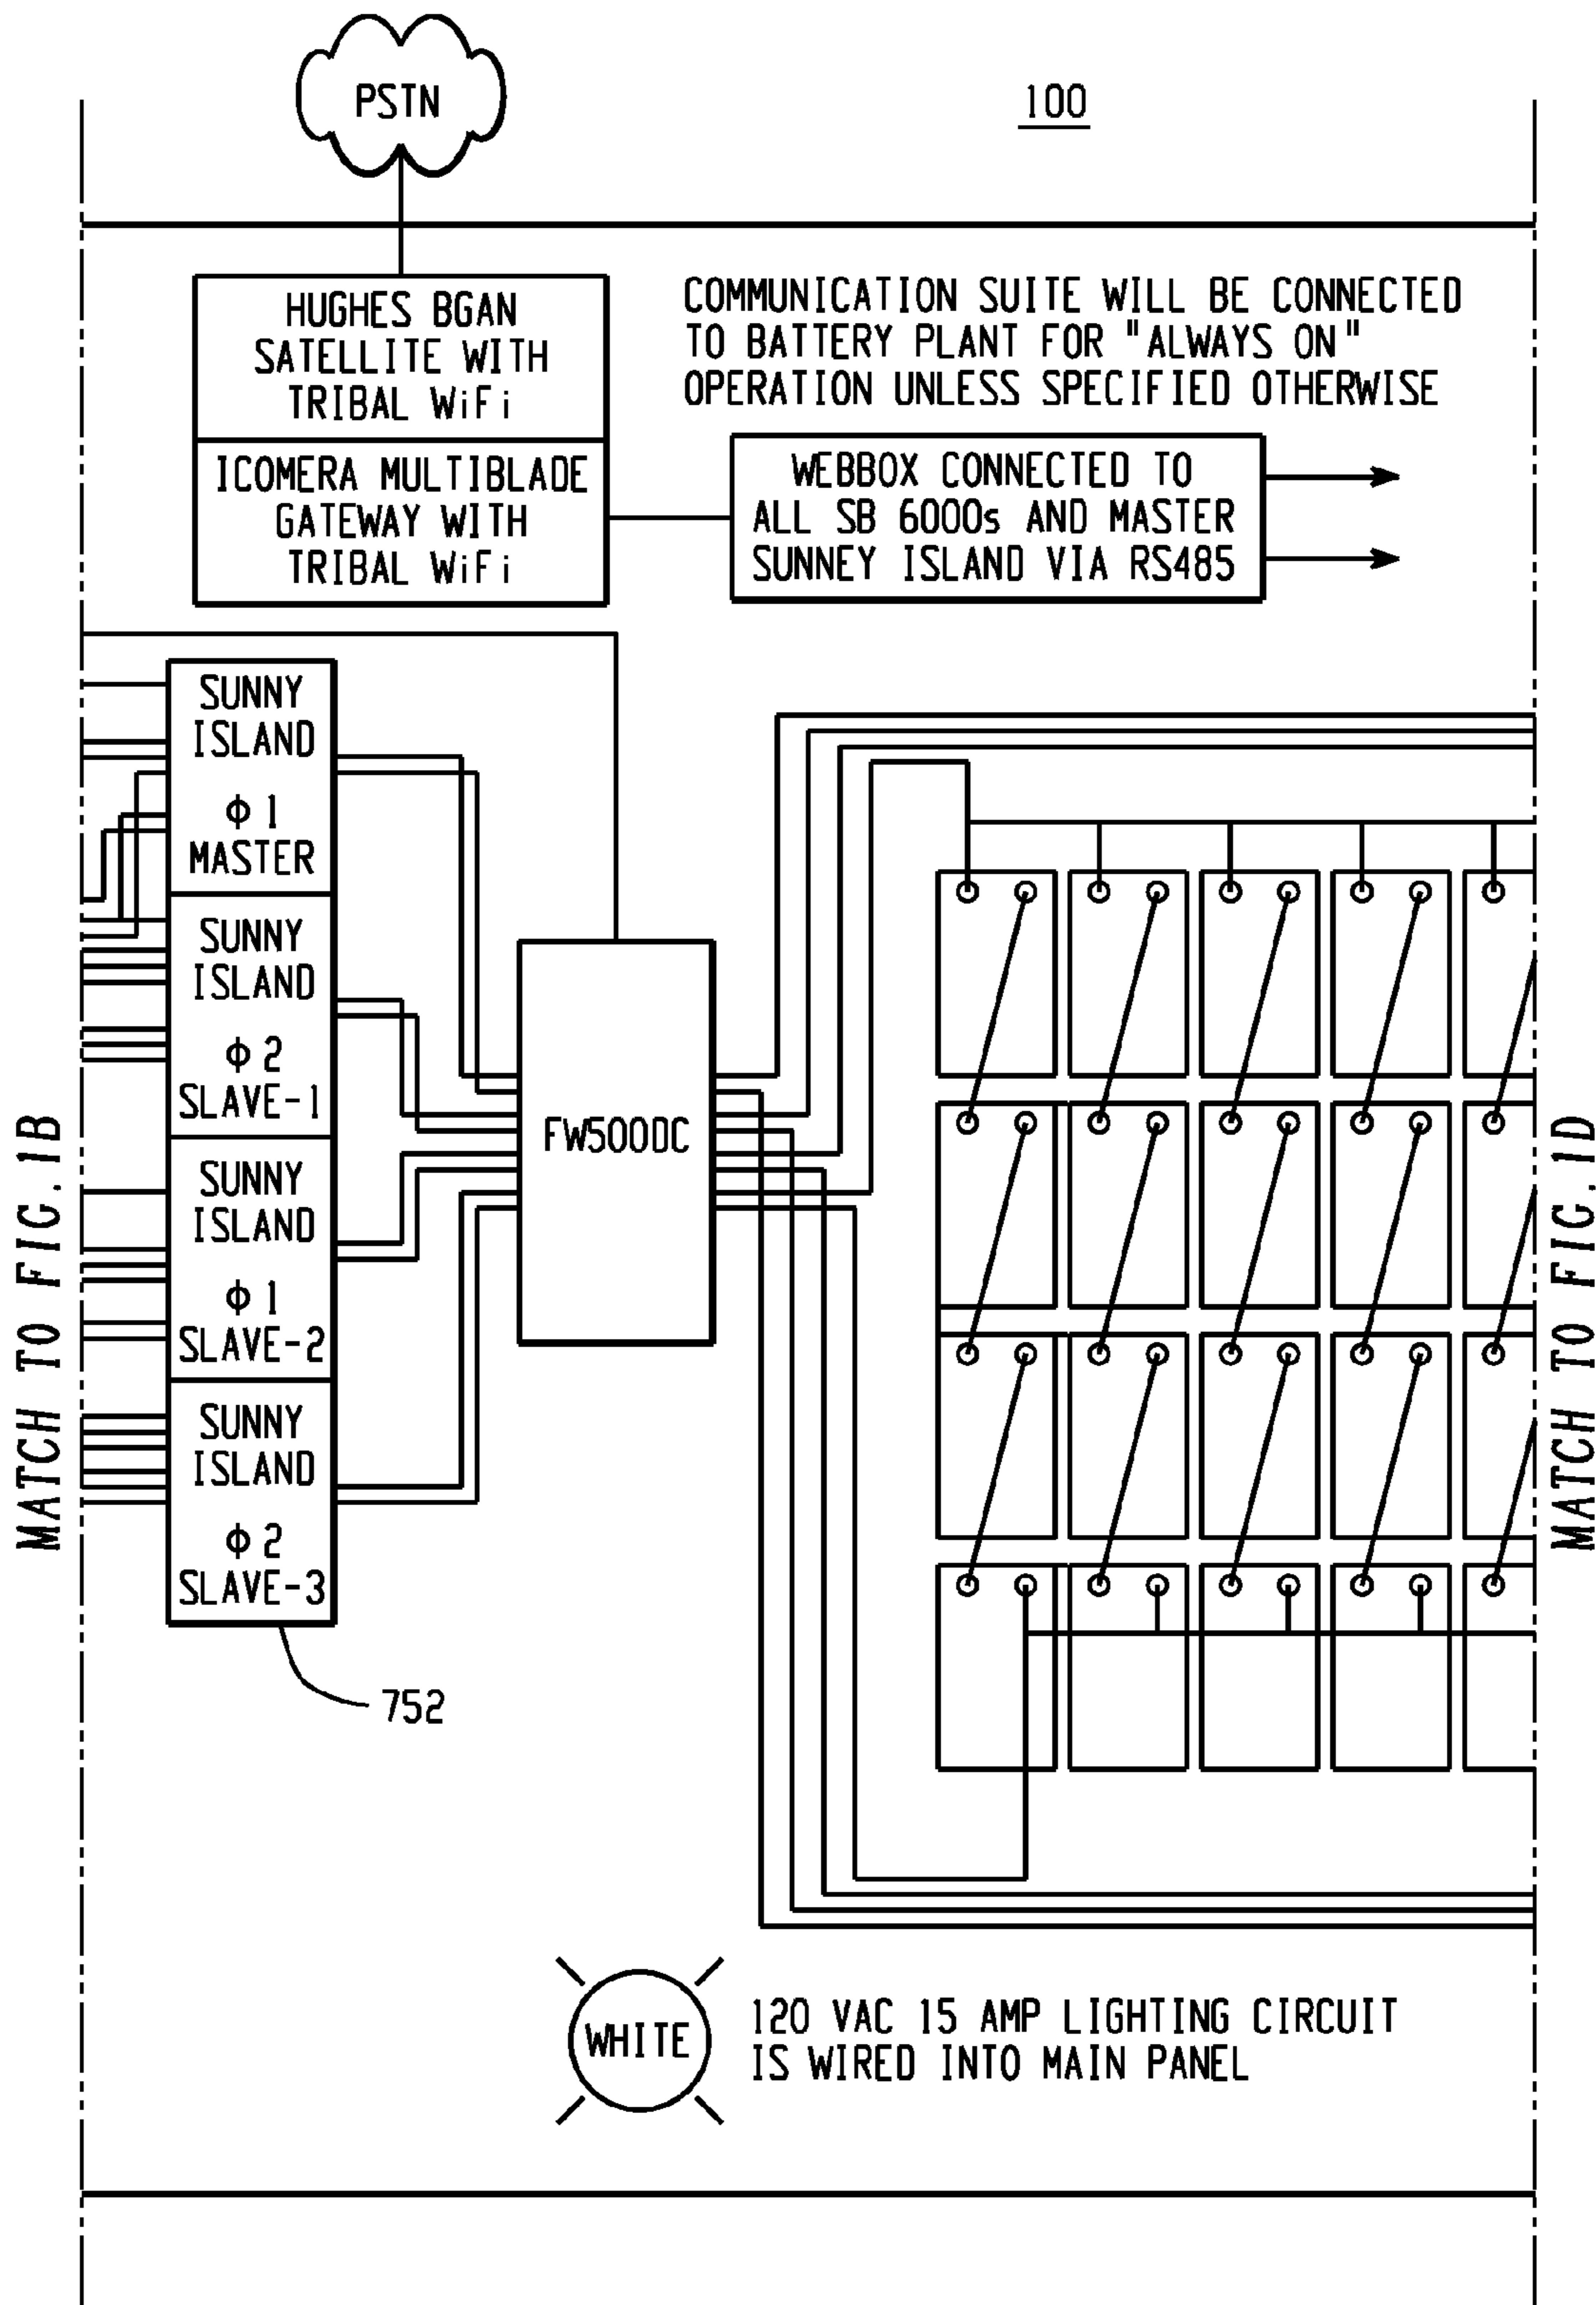 PSTN
100
HUGHES BGAN
SATELLITE WITH
TRIBAL WiFi
COMMUNICATION SUITE WILL BE CONNECTED
TO BATTERY PLANT FOR "ALWAYS ON"
OPERATION UNLESS SPECIFIED OTHERWISE
ICOMERA MULTIBLADE
GATEWAY WITH
TRIBAL WiFi
WEBBOX CONNECTED TO
ALL SB 6000s AND MASTER
SUNNEY ISLAND VIA RS485
SUNNY
ISLAND
Φ 1
MASTER
SUNNY
ISLAND
Φ 2
SLAVE-1
SUNNY
ISLAND
Φ 1
SLAVE-2
SUNNY
ISLAND
Φ 2
SLAVE-3
752
FW500DC
MATCH TO FIG.1B
MATCH TO FIG.1D
WHITE
120 VAC 15 AMP LIGHTING CIRCUIT
IS WIRED INTO MAIN PANEL